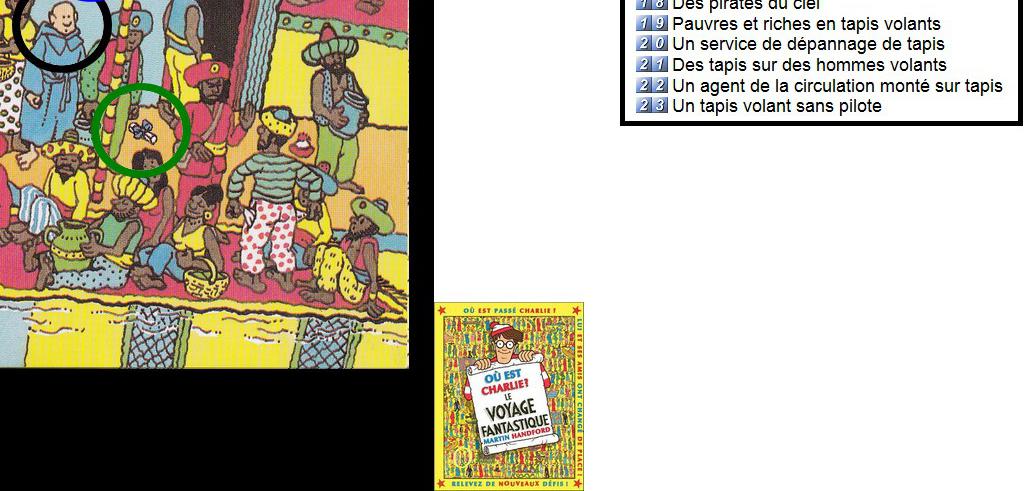 18 Des pirates du ciel
19 Pauvres et riches en tapis volants
20 Un service de dépannage de tapis
21 Des tapis sur des hommes volants
22 Un agent de la circulation monté sur tapis
23 Un tapis volant sans pilote
OÙ EST PASSÉ CHARLIE ?
LUI ET SES AMIS ONT CHANGÉ DE PLACE !
OÙ EST
CHARLIE?
LE
VOYAGE
FANTASTIQUE
MARTIN HANDFORD
RELEVEZ DE NOUVEAUX DÉFIS !